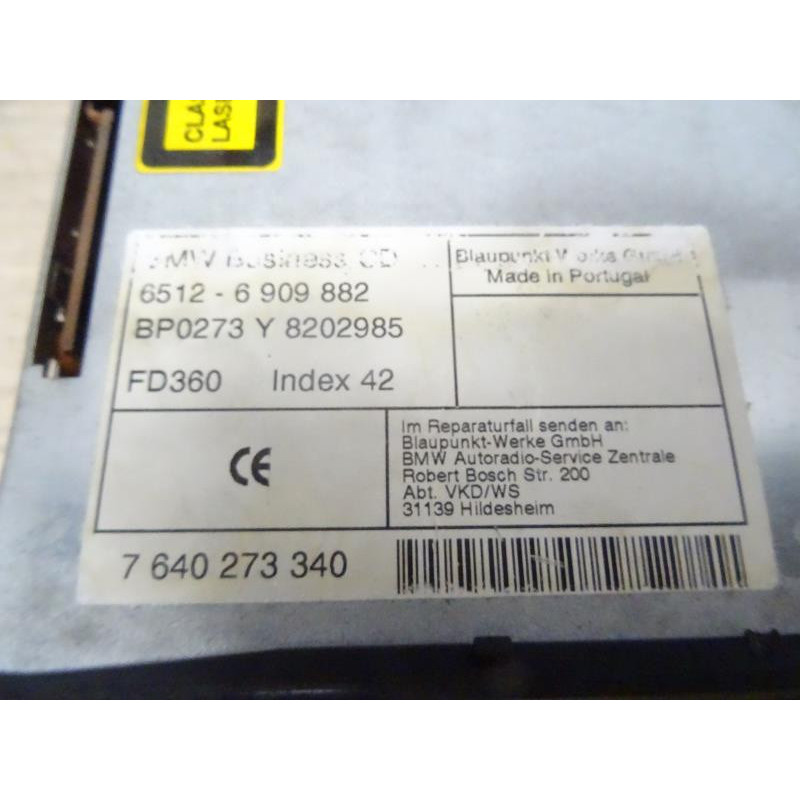 CLA
LAS
BMW Business CD
6512 - 6 909 882
BP0273 Y 8202985
FD360 Index 42
Blaupunkt Werke GmbH
Made in Portugal
Im Reparaturfall senden an:
Blaupunkt-Werke GmbH
BMW Autoradio-Service Zentrale
Robert Bosch Str. 200
Abt. VKD/WS
31139 Hildesheim
CE
7 640 273 340